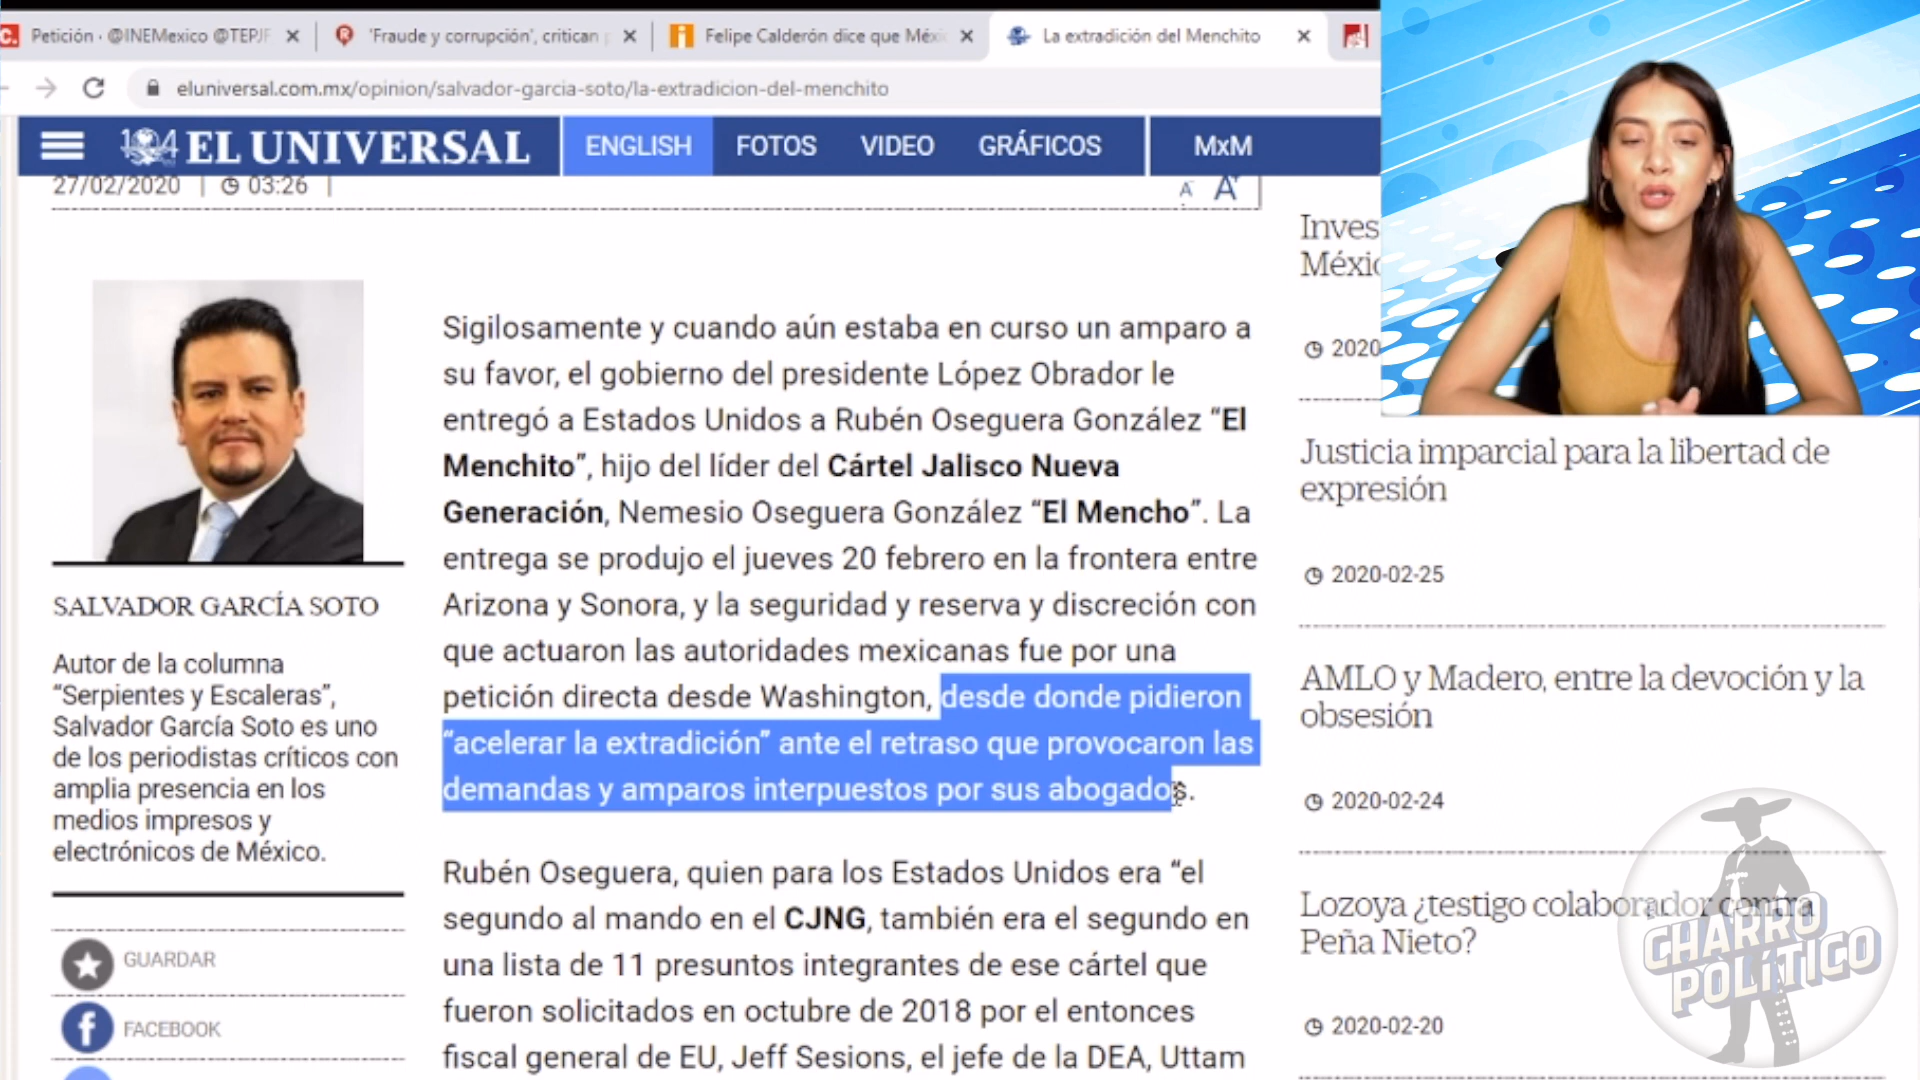 Petición · @INEMexico @TEPJF
'Fraude y corrupción', critican
Felipe Calderón dice que Méxi
La extradición del Menchito
eluniversal.com.mx/opinion/salvador-garcia-soto/la-extradicion-del-menchito
104 EL UNIVERSAL
ENGLISH
FOTOS
VIDEO
GRÁFICOS
MxM
27/02/2020 | 03:26 |
A- A+
SALVADOR GARCÍA SOTO
Autor de la columna
“Serpientes y Escaleras”,
Salvador García Soto es uno
de los periodistas críticos con
amplia presencia en los
medios impresos y
electrónicos de México.
GUARDAR
FACEBOOK
Sigilosamente y cuando aún estaba en curso un amparo a
su favor, el gobierno del presidente López Obrador le
entregó a Estados Unidos a Rubén Oseguera González “El
Menchito”, hijo del líder del Cártel Jalisco Nueva
Generación, Nemesio Oseguera González “El Mencho”. La
entrega se produjo el jueves 20 febrero en la frontera entre
Arizona y Sonora, y la seguridad y reserva y discreción con
que actuaron las autoridades mexicanas fue por una
petición directa desde Washington, desde donde pidieron
“acelerar la extradición” ante el retraso que provocaron las
demandas y amparos interpuestos por sus abogados.
Rubén Oseguera, quien para los Estados Unidos era “el
segundo al mando en el CJNG, también era el segundo en
una lista de 11 presuntos integrantes de ese cártel que
fueron solicitados en octubre de 2018 por el entonces
fiscal general de EU, Jeff Sesions, el jefe de la DEA, Uttam
Inves
Méxic
2020
Justicia imparcial para la libertad de
expresión
2020-02-25
AMLO y Madero, entre la devoción y la
obsesión
2020-02-24
Lozoya ¿testigo colaborador contra
Peña Nieto?
2020-02-20
EL CHARRO
POLÍTICO